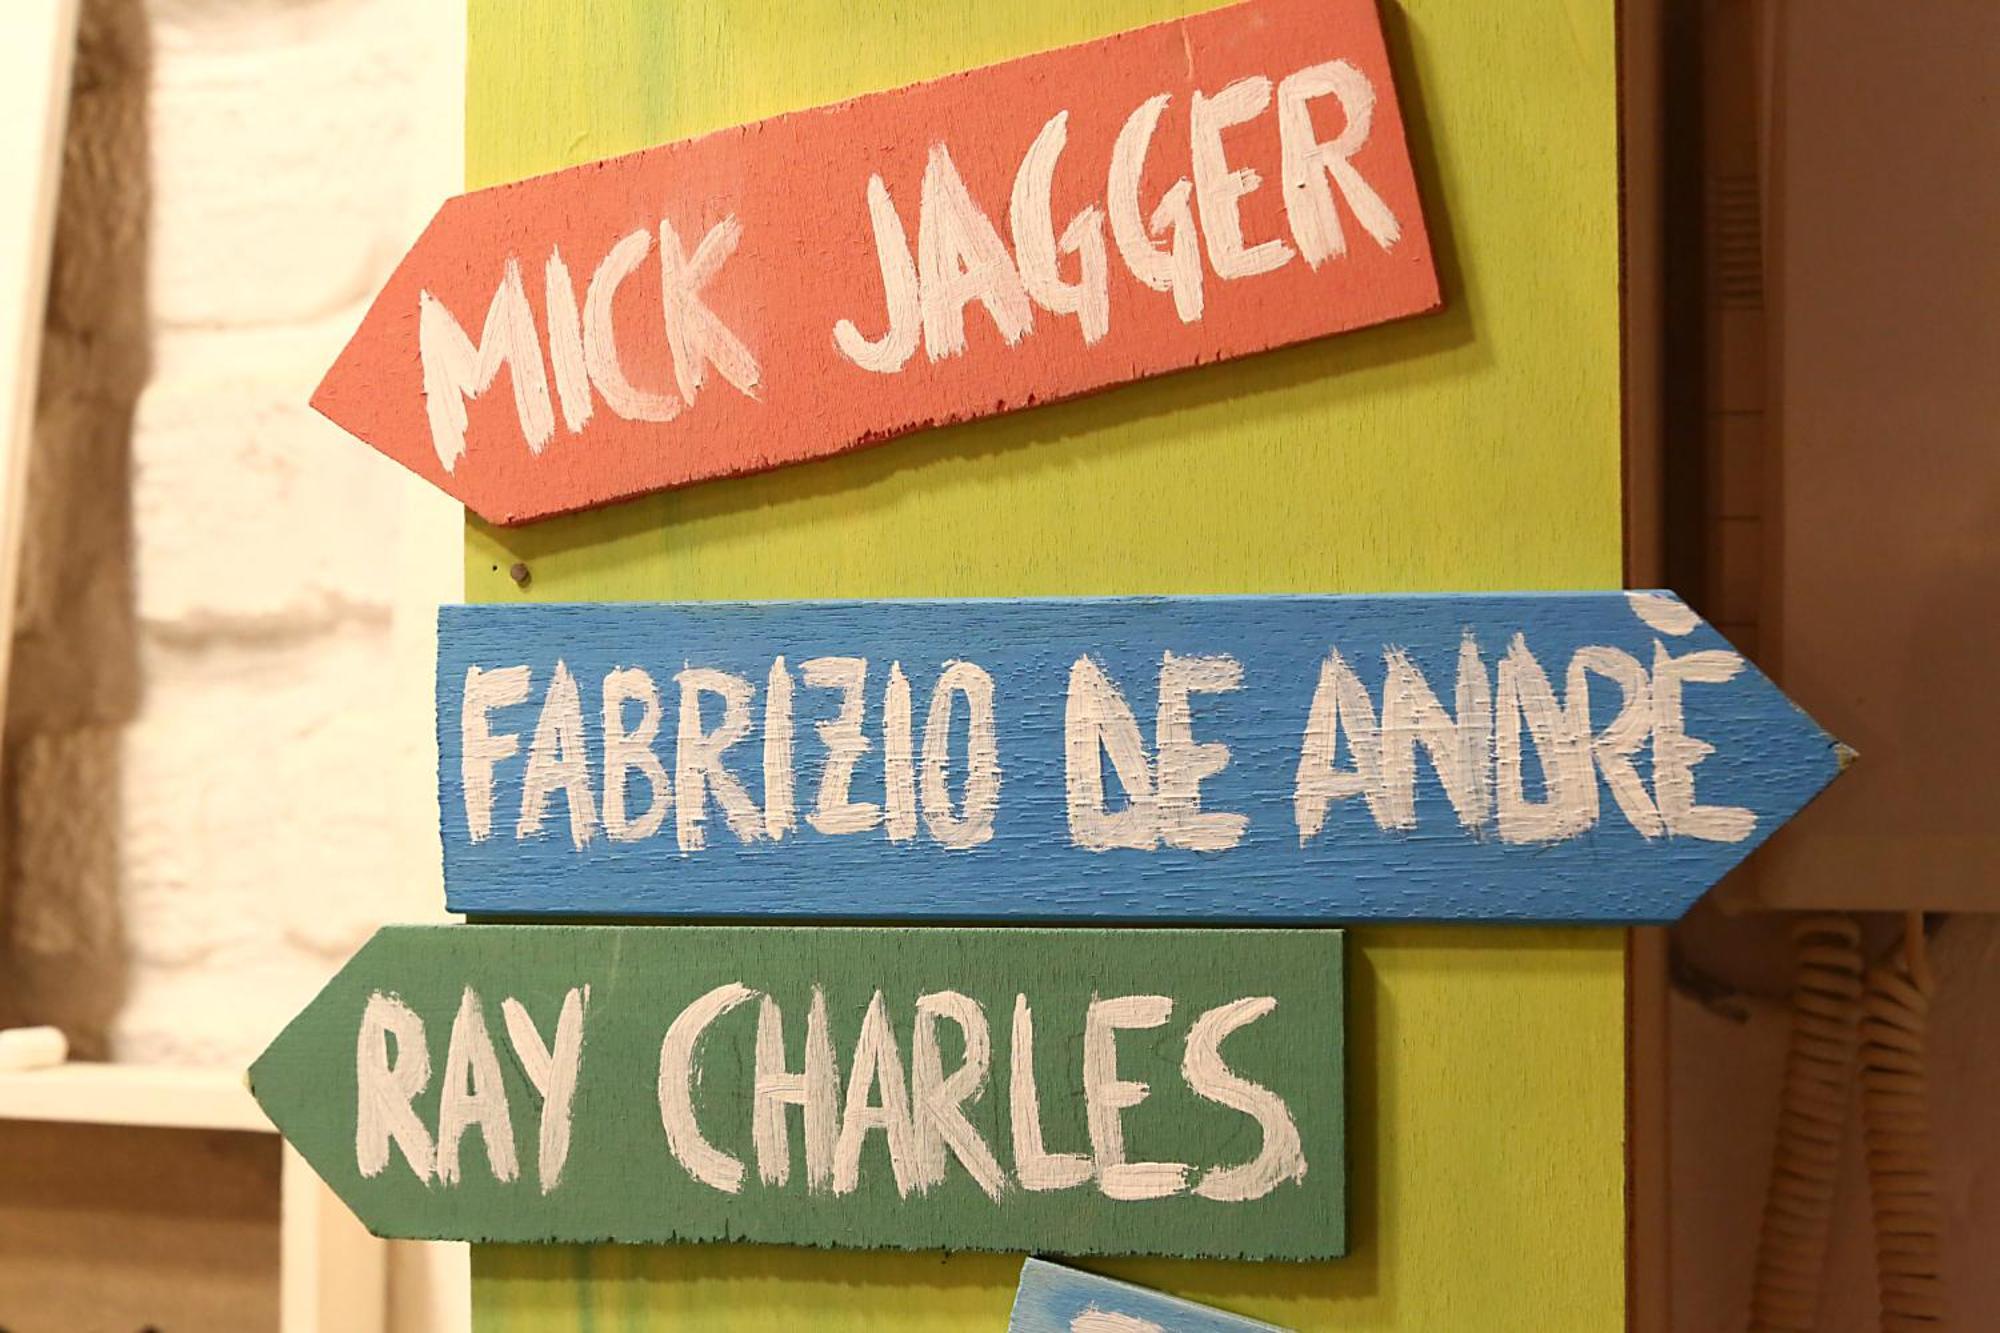 MICK JAGGER
FABRIZIO DE ANDRÈ
RAY CHARLES